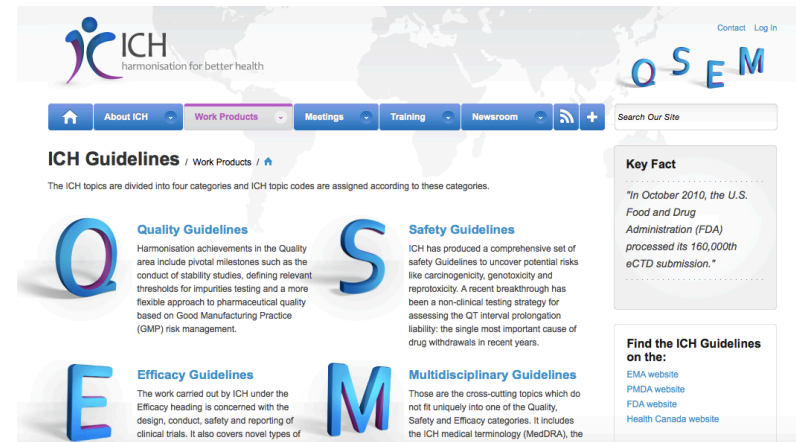 ICH
harmonisation for better health
Contact Log In
Q S E M
About ICH
Work Products
Meetings
Training
Newsroom
Search Our Site
ICH Guidelines / Work Products /
The ICH topics are divided into four categories and ICH topic codes are assigned according to these categories.
Q
Quality Guidelines
Harmonisation achievements in the Quality
area include pivotal milestones such as the
conduct of stability studies, defining relevant
thresholds for impurities testing and a more
flexible approach to pharmaceutical quality
based on Good Manufacturing Practice
(GMP) risk management.
S
Safety Guidelines
ICH has produced a comprehensive set of
safety Guidelines to uncover potential risks
like carcinogenicity, genotoxicity and
reprotoxicity. A recent breakthrough has
been a non-clinical testing strategy for
assessing the QT interval prolongation
liability: the single most important cause of
drug withdrawals in recent years.
E
Efficacy Guidelines
The work carried out by ICH under the
Efficacy heading is concerned with the
design, conduct, safety and reporting of
clinical trials. It also covers novel types of
M
Multidisciplinary Guidelines
Those are the cross-cutting topics which do
not fit uniquely into one of the Quality,
Safety and Efficacy categories. It includes
the ICH medical terminology (MedDRA), the
Key Fact
"In October 2010, the U.S.
Food and Drug
Administration (FDA)
processed its 160,000th
eCTD submission."
Find the ICH Guidelines
on the:
EMA website
PMDA website
FDA website
Health Canada website